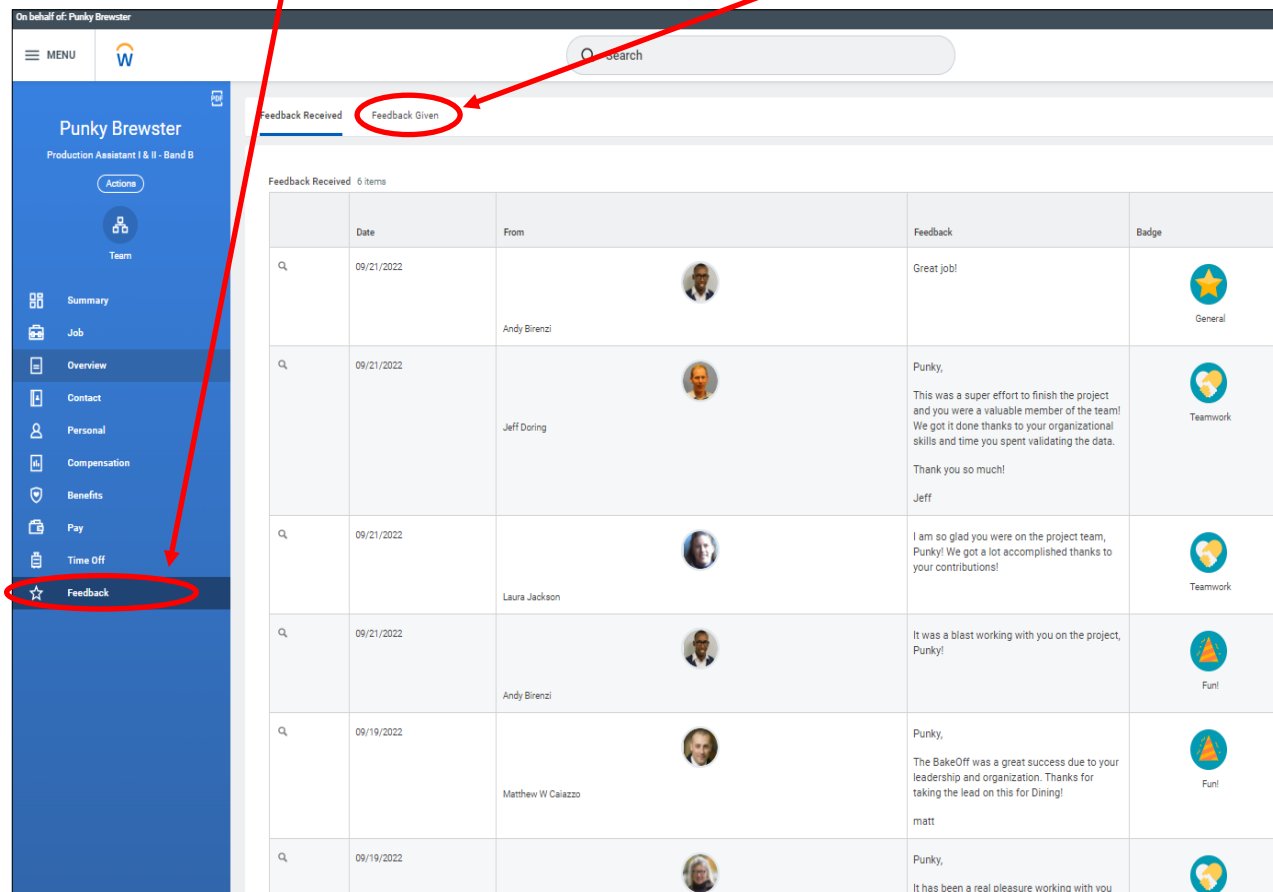 On behalf of: Punky Brewster
MENU
W
Search
PDF
Punky Brewster
Production Assistant I & II - Band B
Actions
Team
Summary
Job
Overview
Contact
Personal
Compensation
Benefits
Pay
Time Off
Feedback
Feedback Received
Feedback Given
Feedback Received 6 items
Date
From
Feedback
Badge
09/21/2022
Andy Birenzi
Great job!
General
09/21/2022
Jeff Doring
Punky,
This was a super effort to finish the project
and you were a valuable member of the team!
We got it done thanks to your organizational
skills and time you spent validating the data.
Thank you so much!
Jeff
Teamwork
09/21/2022
Laura Jackson
I am so glad you were on the project team,
Punky! We got a lot accomplished thanks to
your contributions!
Teamwork
09/21/2022
Andy Birenzi
It was a blast working with you on the project,
Punky!
Fun!
09/19/2022
Matthew W Caiazzo
Punky,
The BakeOff was a great success due to your
leadership and organization. Thanks for
taking the lead on this for Dining!
matt
Fun!
09/19/2022
Punky,
It has been a real pleasure working with you